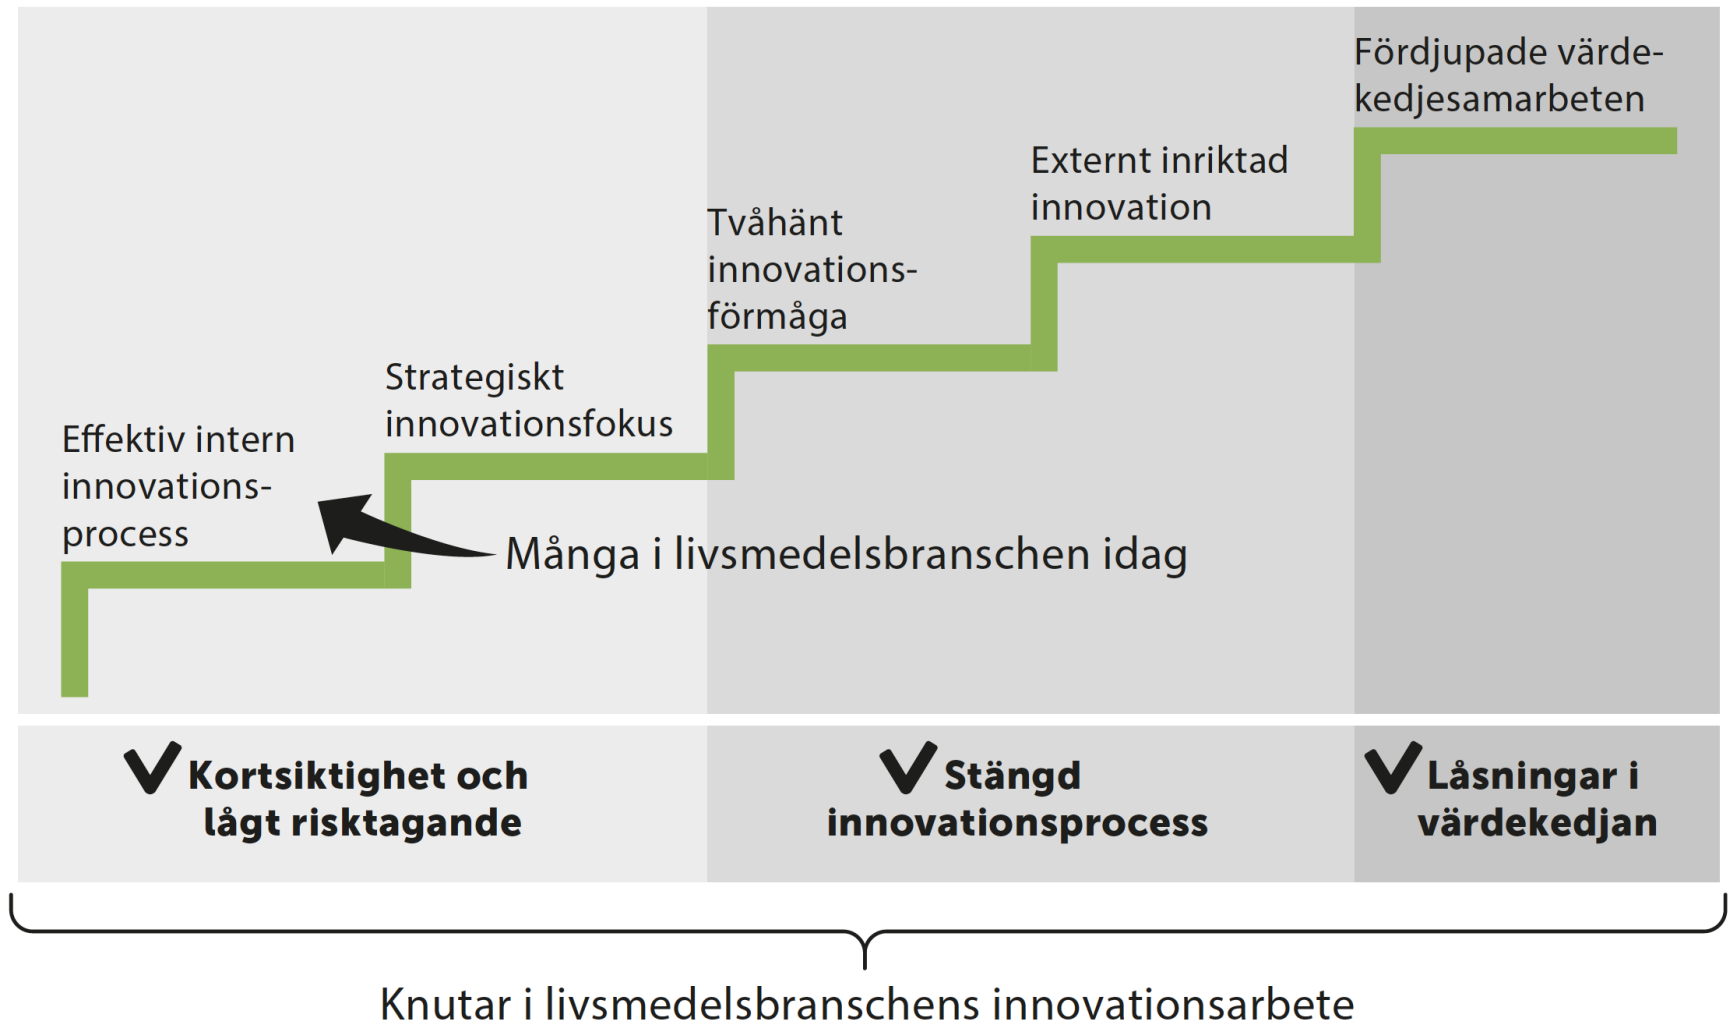 Fördjupade värde-
kedjesamarbeten
Externt inriktad
innovation
Tvåhänt
innovations-
förmåga
Strategiskt
innovationsfokus
Effektiv intern
innovations-
process
Många i livsmedelsbranschen idag
Kortsiktighet och
lågt risktagande
Stängd
innovationsprocess
Låsningar i
värdekedjan
Knutar i livsmedelsbranschens innovationsarbete